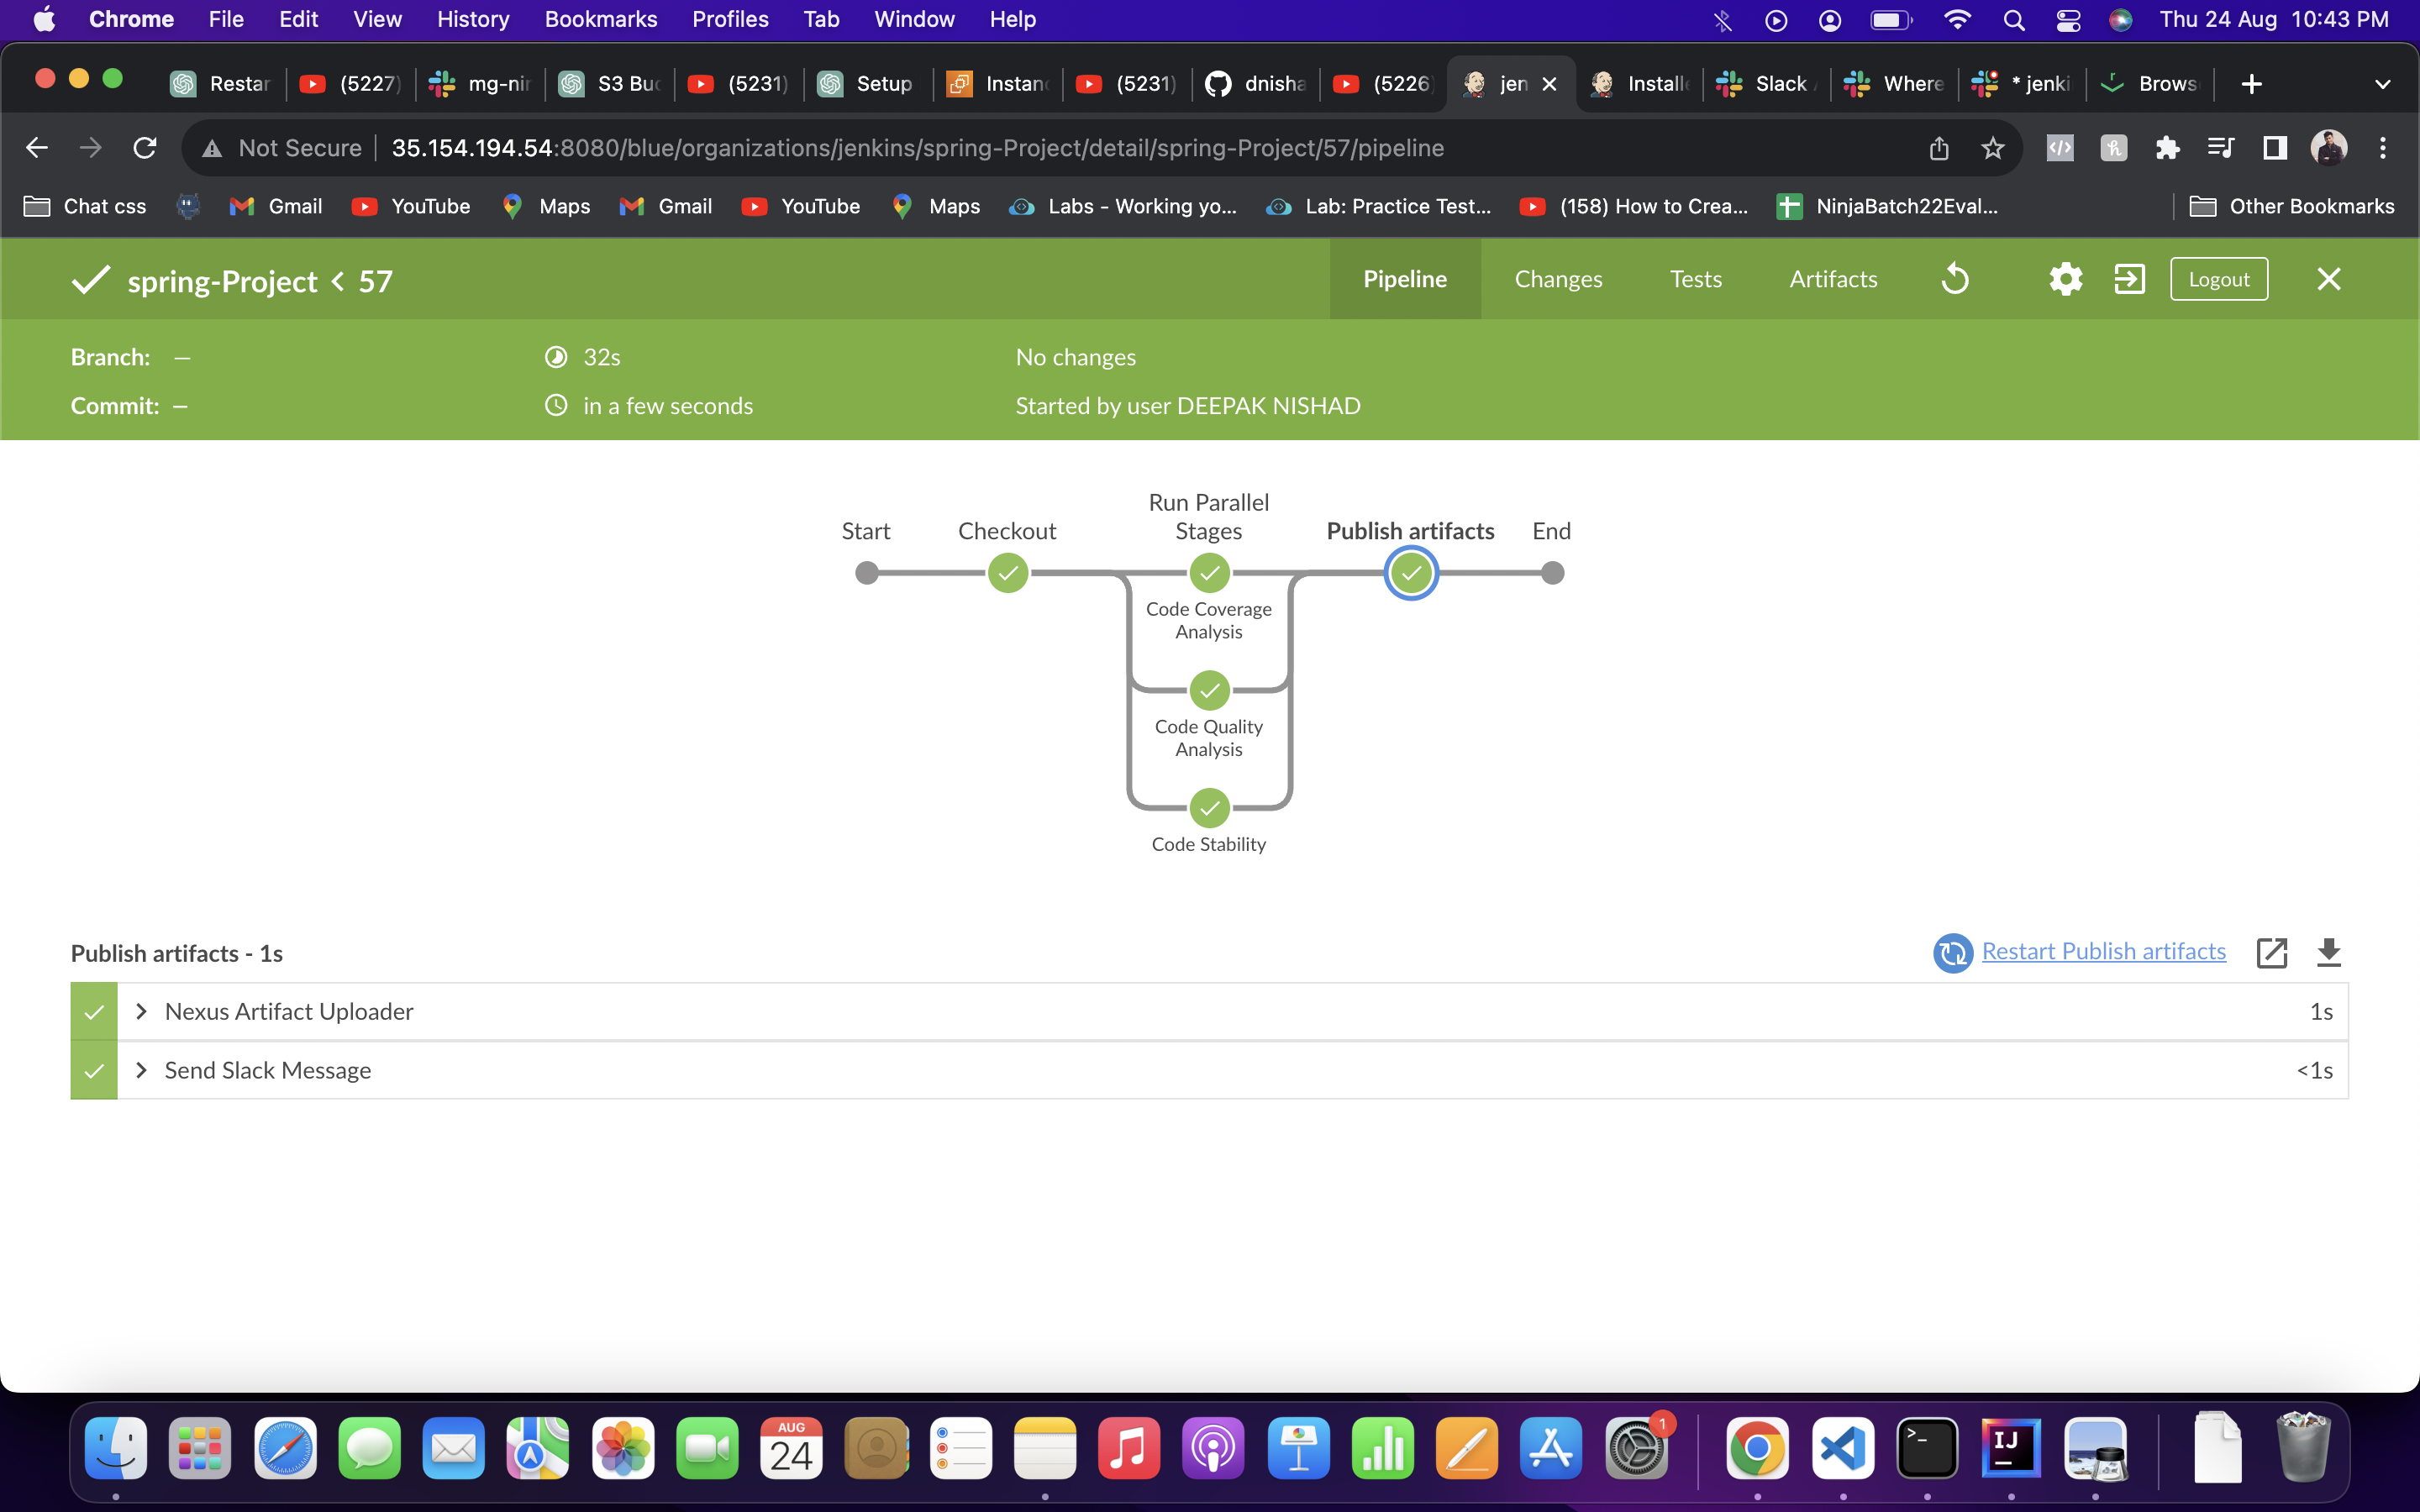 Chrome File Edit View History Bookmarks Profiles Tab Window Help Thu 24 Aug 10:43 PM
Restar (5227) mg-nin S3 Buc (5231) Setup Instanc (5231) dnisha (5226) jen Installe Slack Where * jenki Brows
Not Secure 35.154.194.54:8080/blue/organizations/jenkins/spring-Project/detail/spring-Project/57/pipeline
Chat css Gmail YouTube Maps Gmail YouTube Maps Labs - Working yo... Lab: Practice Test... (158) How to Crea... NinjaBatch22Eval... Other Bookmarks
spring-Project < 57 Pipeline Changes Tests Artifacts Logout
Branch: — 32s No changes
Commit: — in a few seconds Started by user DEEPAK NISHAD
Run Parallel
Start Checkout Stages Publish artifacts End
Code Coverage
Analysis
Code Quality
Analysis
Code Stability
Publish artifacts - 1s Restart Publish artifacts
Nexus Artifact Uploader 1s
Send Slack Message <1s
AUG
24
1
IJ